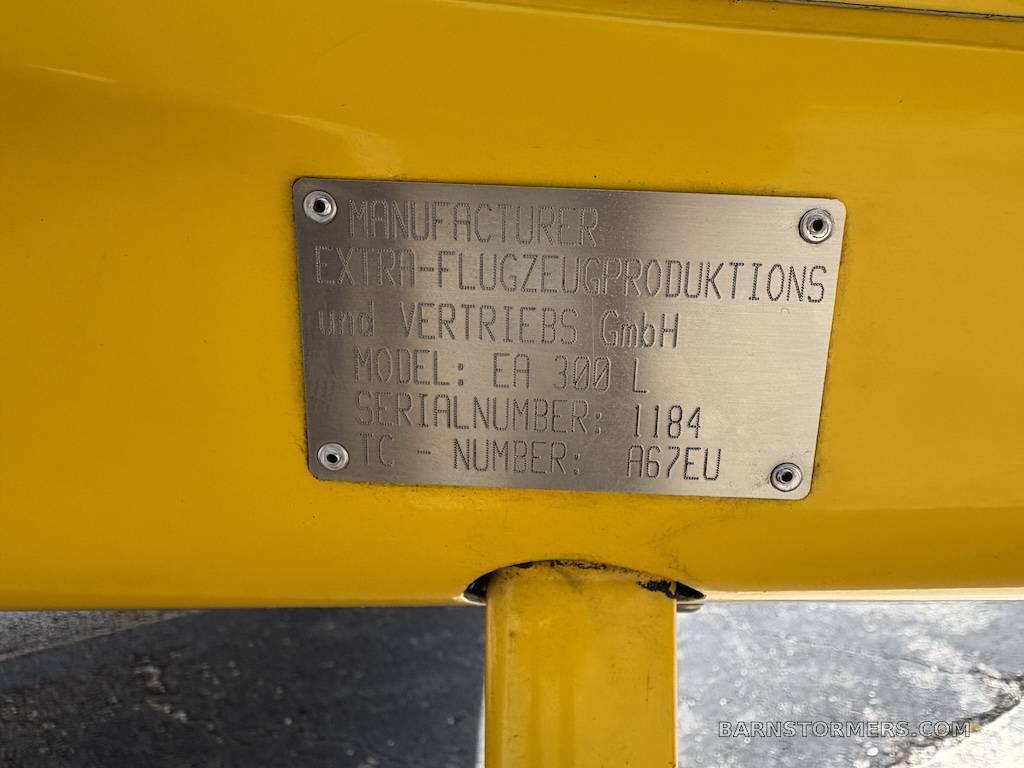 MANUFACTURER
EXTRA-FLUGZEUGPRODUKTIONS
und VERTRIEBS GmbH
MODEL: EA 300 L
SERIALNUMBER: 1184
TC - NUMBER: A67EU
BARNSTORMERS.COM